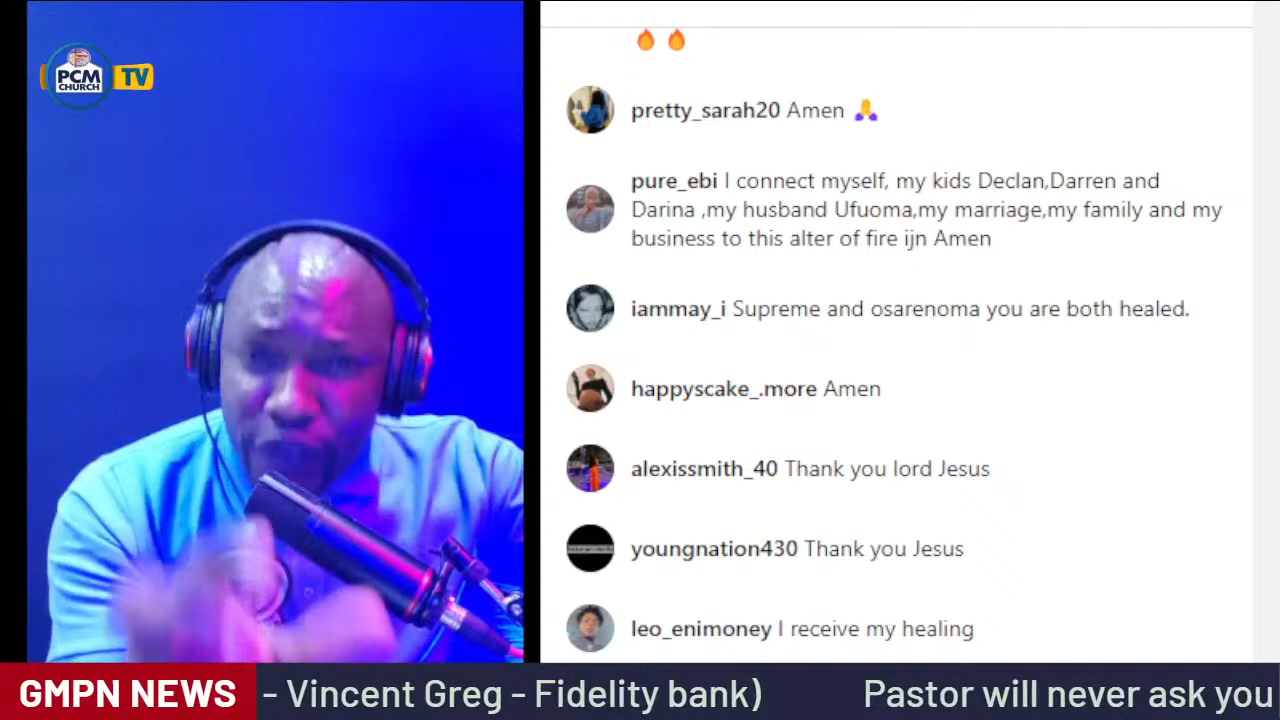 PCM
CHURCH
TV
pretty_sarah20 Amen 🙏
pure_ebi I connect myself, my kids Declan,Darren and
Darina ,my husband Ufuoma,my marriage,my family and my
business to this alter of fire ijn Amen
iammay_i Supreme and osarenoma you are both healed.
happyscake_.more Amen
alexissmith_40 Thank you lord Jesus
youngnation430 Thank you Jesus
leo_enimoney I receive my healing
GMPN NEWS - Vincent Greg - Fidelity bank) Pastor will never ask you